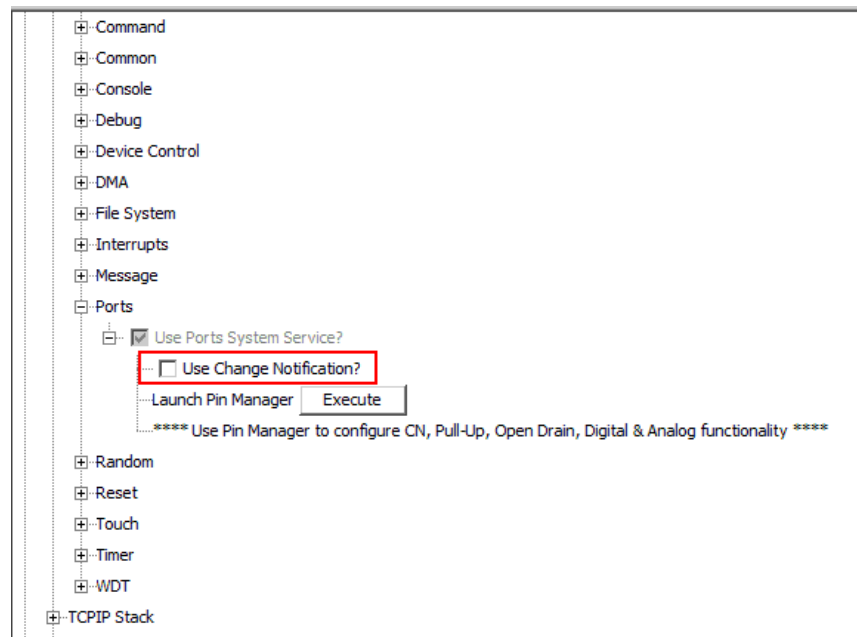 Command
Common
Console
Debug
Device Control
DMA
File System
Interrupts
Message
Ports
Use Ports System Service?
Use Change Notification?
Launch Pin Manager Execute
**** Use Pin Manager to configure CN, Pull-Up, Open Drain, Digital & Analog functionality ****
Random
Reset
Touch
Timer
WDT
TCPIP Stack